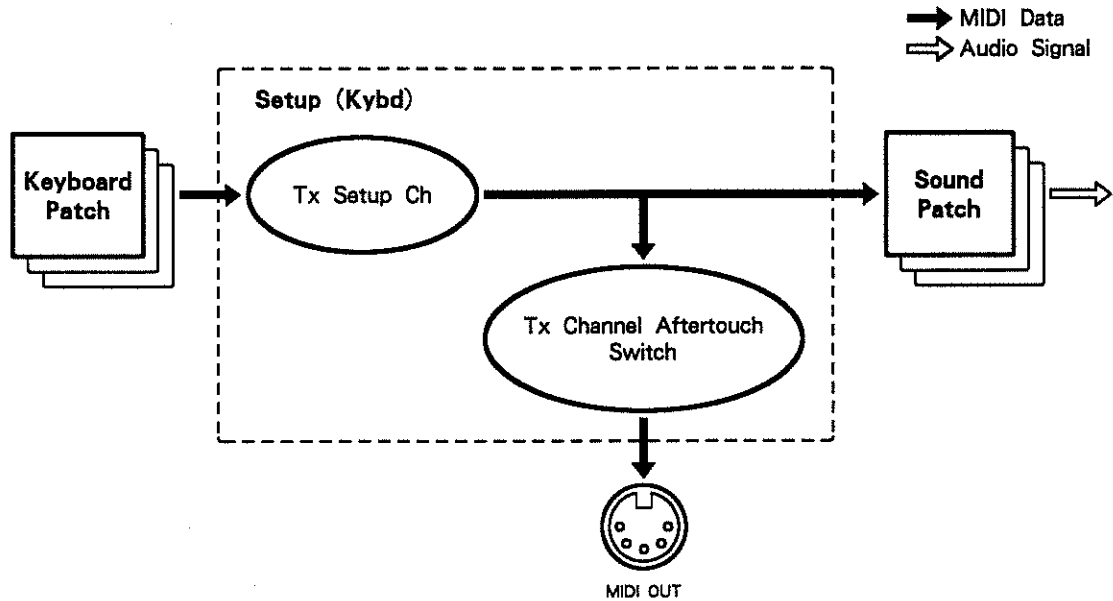 MIDI Data
Audio Signal
Setup (Kybd)
Keyboard
Patch
Tx Setup Ch
Sound
Patch
Tx Channel Aftertouch
Switch
MIDI OUT